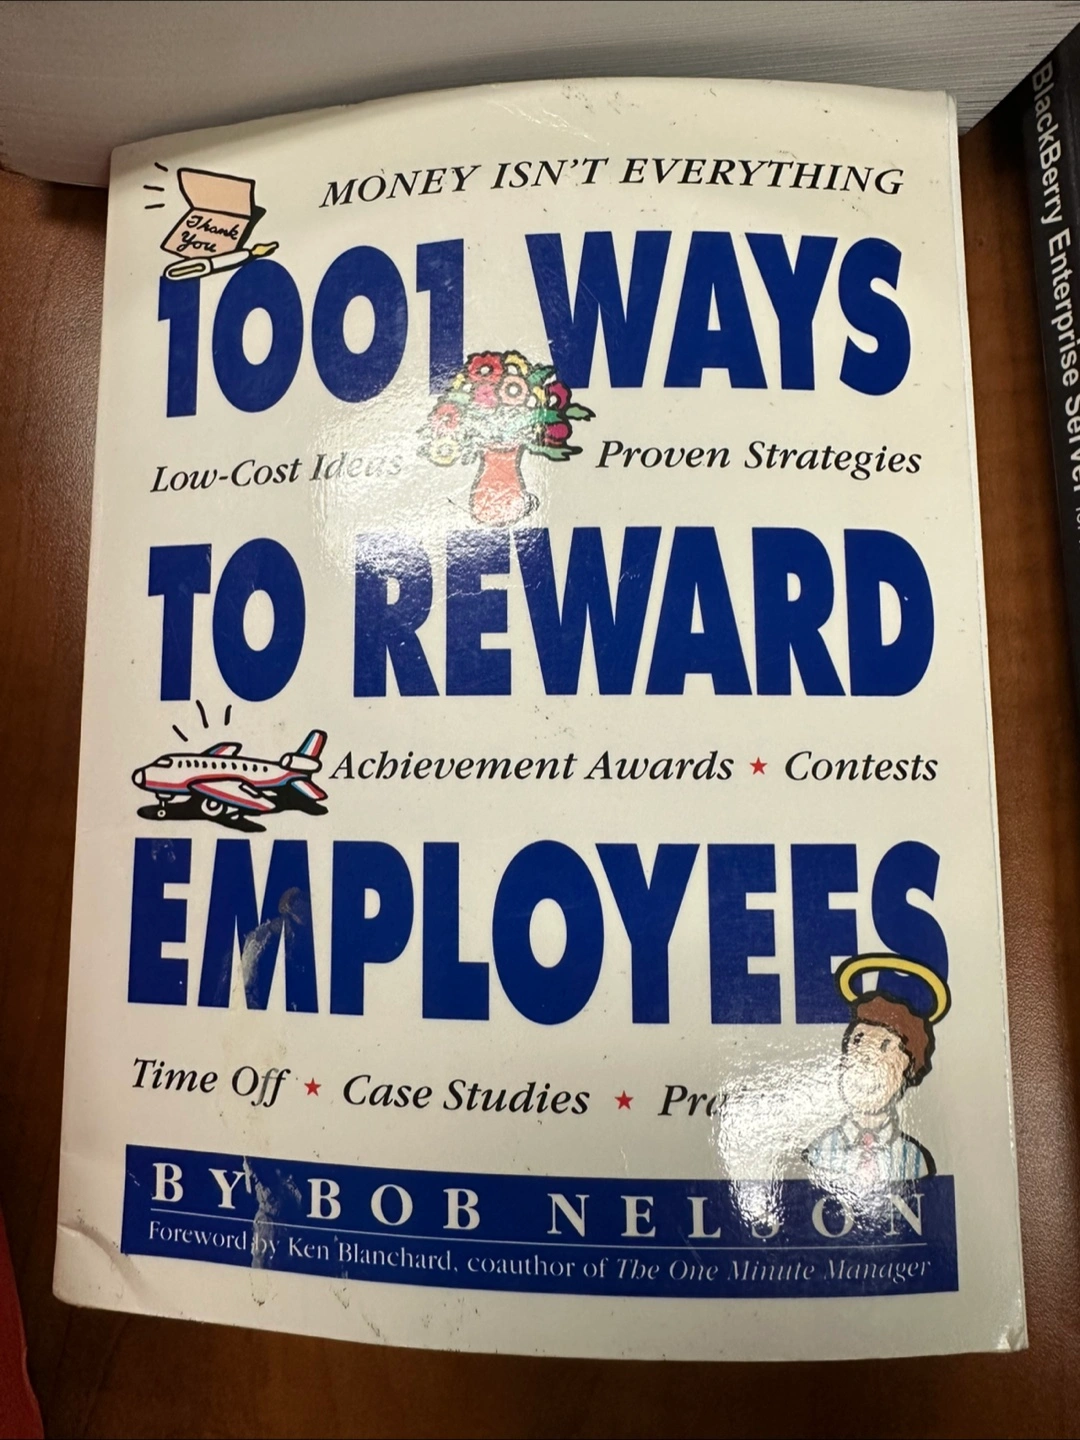 MONEY ISN'T EVERYTHING
Thank
You
1001 WAYS
Low-Cost Ideas
Proven Strategies
TO REWARD
Achievement Awards ★ Contests
EMPLOYEES
Time Off ★ Case Studies ★
BY BOB NELSON
Foreword by Ken Blanchard, coauthor of The One Minute Manager
BlackBerry Enterprise Server for